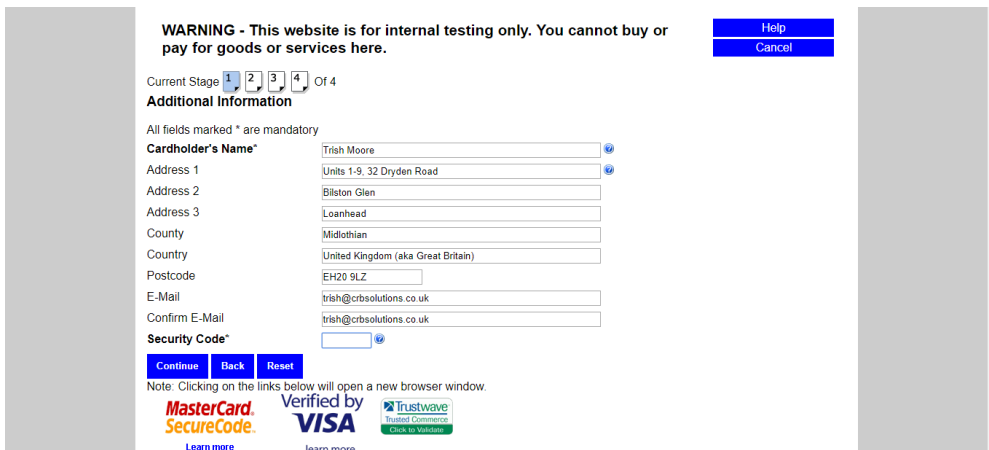 WARNING - This website is for internal testing only. You cannot buy or
pay for goods or services here.
Help
Cancel
Current Stage 1 2 3 4 Of 4
Additional Information
All fields marked * are mandatory
Cardholder's Name* Trish Moore
Address 1 Units 1-9, 32 Dryden Road
Address 2 Bilston Glen
Address 3 Loanhead
County Midlothian
Country United Kingdom (aka Great Britain)
Postcode EH20 9LZ
E-Mail trish@crbsolutions.co.uk
Confirm E-Mail trish@crbsolutions.co.uk
Security Code*
Continue Back Reset
Note: Clicking on the links below will open a new browser window.
MasterCard.
SecureCode.
Learn more
Verified by
VISA
learn more
Trustwave
Trusted Commerce
Click to Validate